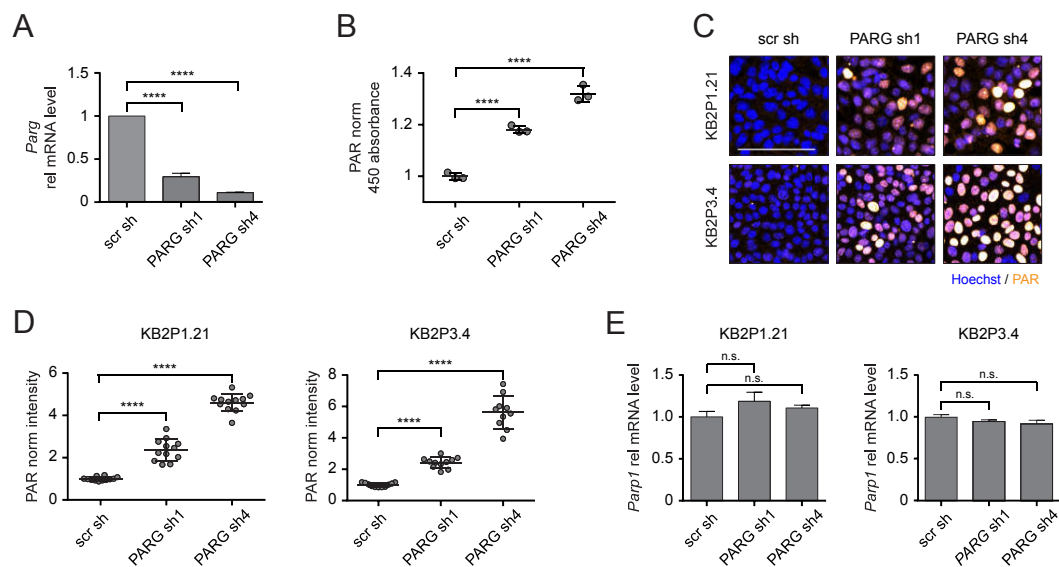 A
Parg
rel mRNA level
1
0.5
0
****
****
scr sh
PARG sh1
PARG sh4
B
PAR norm
450 absorbance
1.4
1.2
1
****
****
scr sh
PARG sh1
PARG sh4
C
scr sh
PARG sh1
PARG sh4
KB2P1.21
KB2P3.4
Hoechst / PAR
D
KB2P1.21
PAR norm intensity
6
4
2
0
****
****
scr sh
PARG sh1
PARG sh4
KB2P3.4
PAR norm intensity
8
6
4
2
0
****
****
scr sh
PARG sh1
PARG sh4
E
KB2P1.21
Parp1 rel mRNA level
1.5
1.0
0.5
0
n.s.
n.s.
scr sh
PARG sh1
PARG sh4
KB2P3.4
Parp1 rel mRNA level
1.5
1.0
0.5
0
n.s.
n.s.
scr sh
PARG sh1
PARG sh4